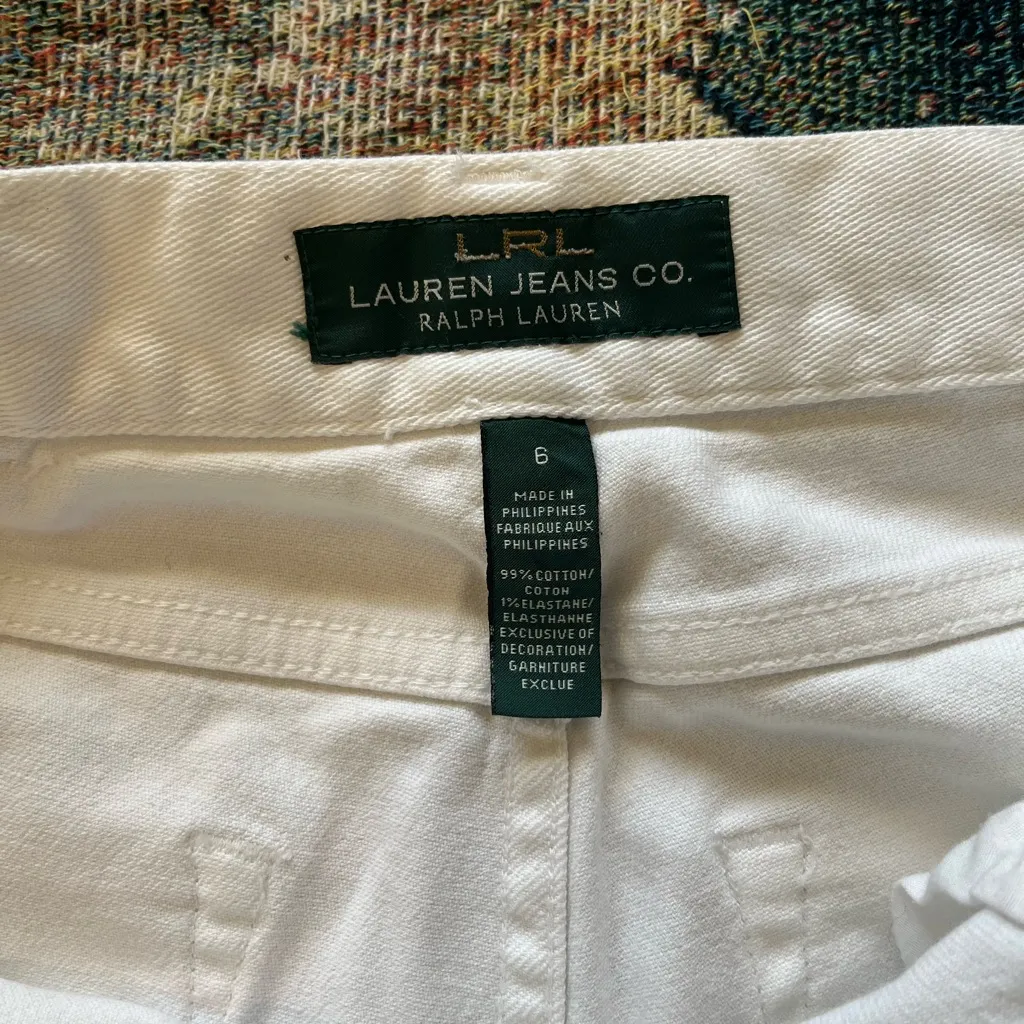 LRL
LAUREN JEANS CO.
RALPH LAUREN
6
MADE IN
PHILIPPINES
FABRIQUE AUX
PHILIPPINES
99% COTTON/
COTON
1% ELASTANE/
ELASTHANNE
EXCLUSIVE OF
DECORATION/
GARNITURE
EXCLUE